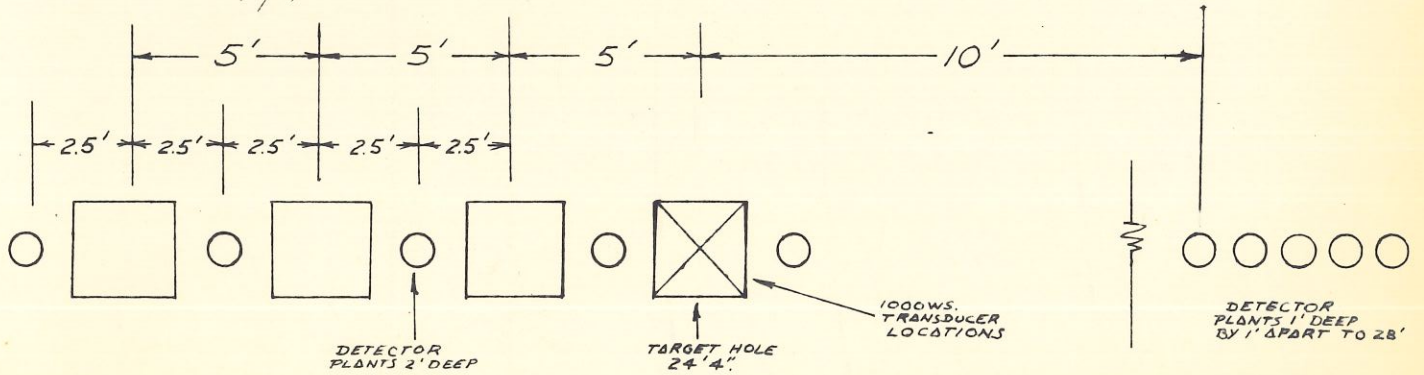 5' 5' 5' 10'
2.5' 2.5' 2.5' 2.5' 2.5'
DETECTOR
PLANTS 2' DEEP
TARGET HOLE
24' 4".
1000WS.
TRANSDUCER
LOCATIONS
DETECTOR
PLANTS 1' DEEP
BY 1' APART TO 28'